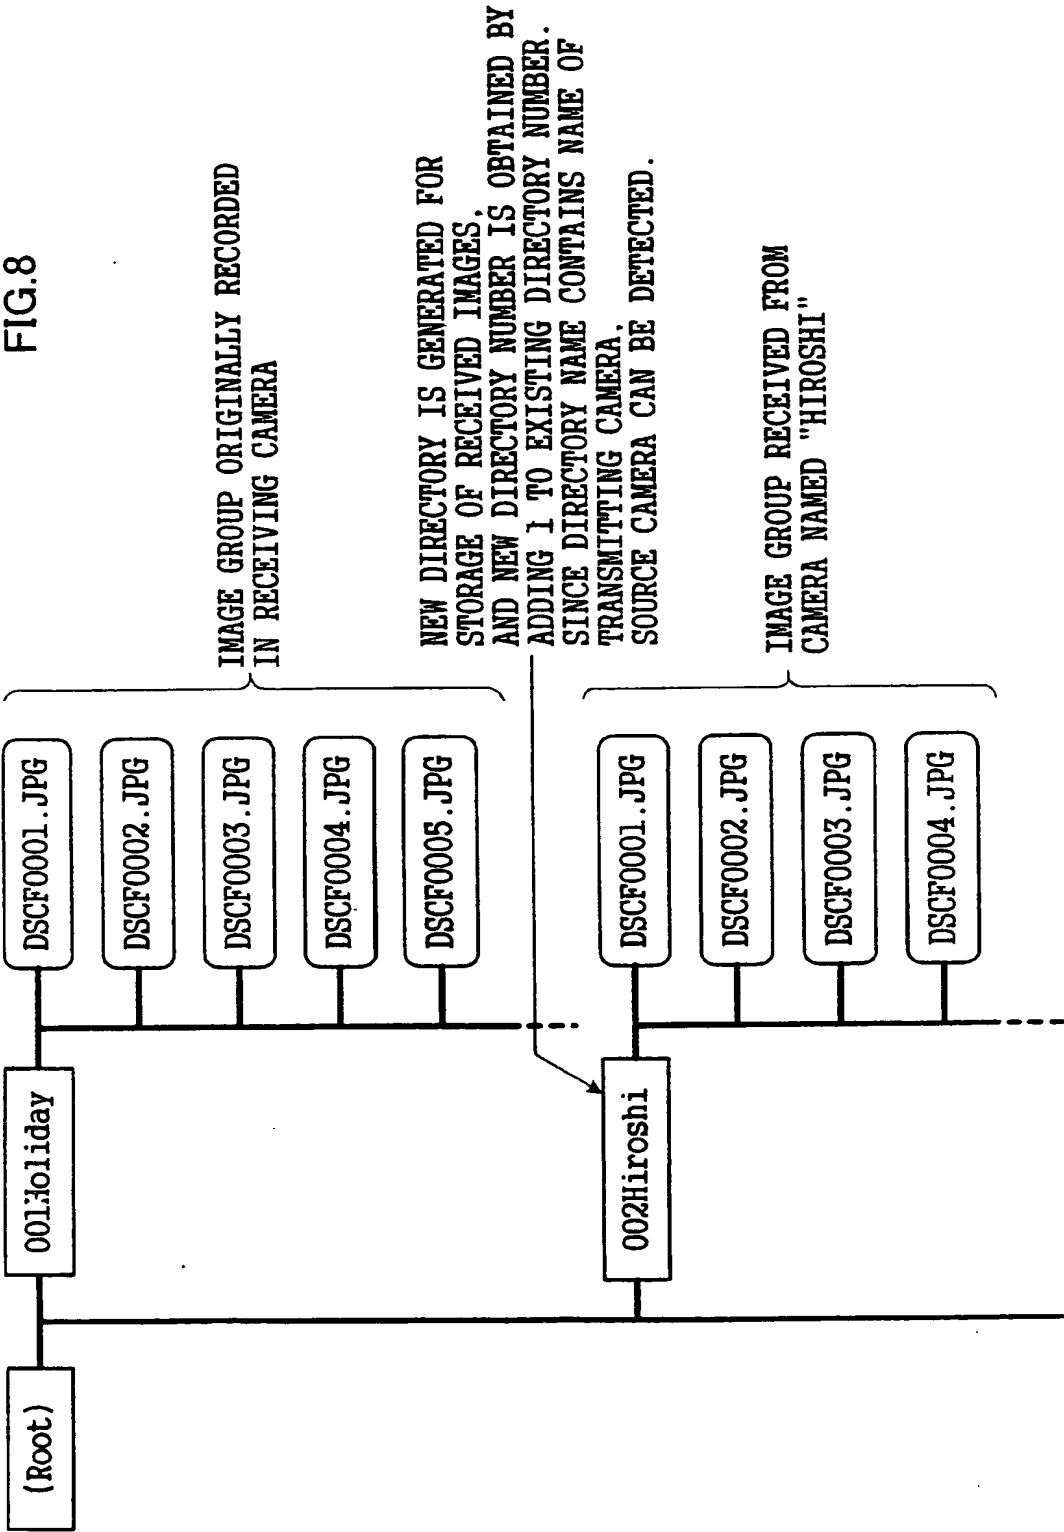 FIG.8
(Root)
001Holiday
DSCF0001.JPG
DSCF0002.JPG
DSCF0003.JPG
DSCF0004.JPG
DSCF0005.JPG
IMAGE GROUP ORIGINALLY RECORDED
IN RECEIVING CAMERA
NEW DIRECTORY IS GENERATED FOR
STORAGE OF RECEIVED IMAGES,
AND NEW DIRECTORY NUMBER IS OBTAINED BY
ADDING 1 TO EXISTING DIRECTORY NUMBER.
SINCE DIRECTORY NAME CONTAINS NAME OF
TRANSMITTING CAMERA,
SOURCE CAMERA CAN BE DETECTED.
002Hiroshi
DSCF0001.JPG
DSCF0002.JPG
DSCF0003.JPG
DSCF0004.JPG
IMAGE GROUP RECEIVED FROM
CAMERA NAMED "HIROSHI"